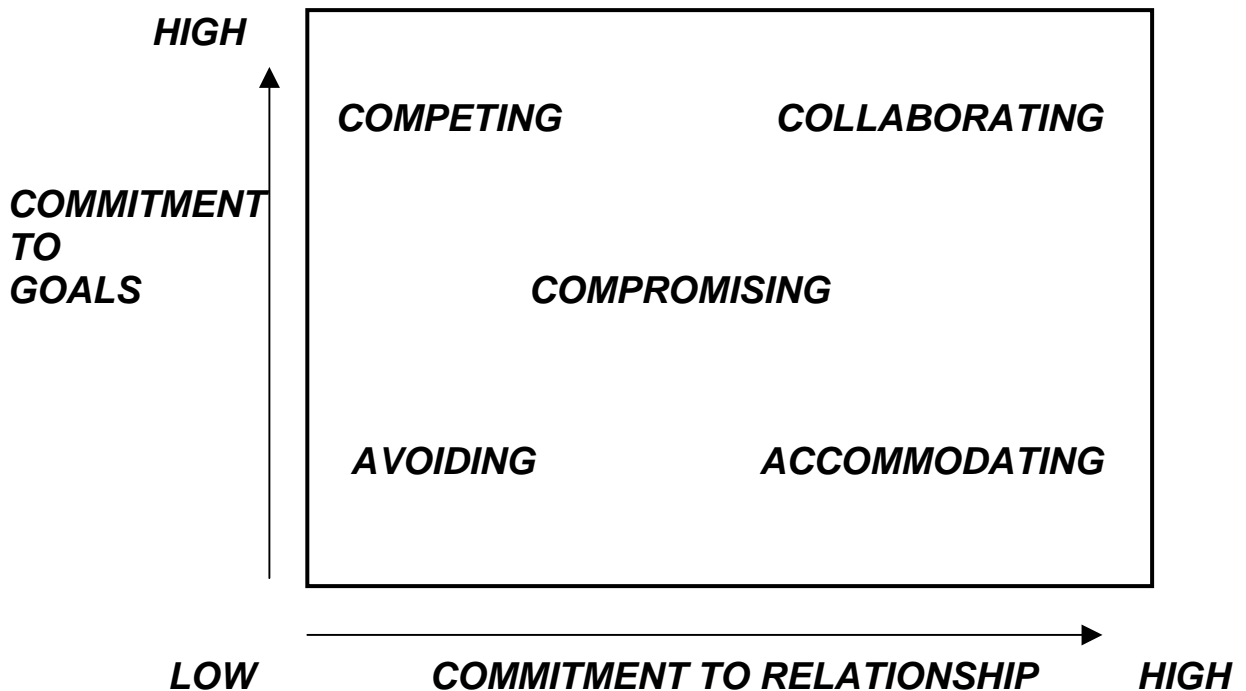 HIGH
COMPETING COLLABORATING
COMMITMENT
TO
GOALS
COMPROMISING
AVOIDING ACCOMMODATING
LOW COMMITMENT TO RELATIONSHIP HIGH